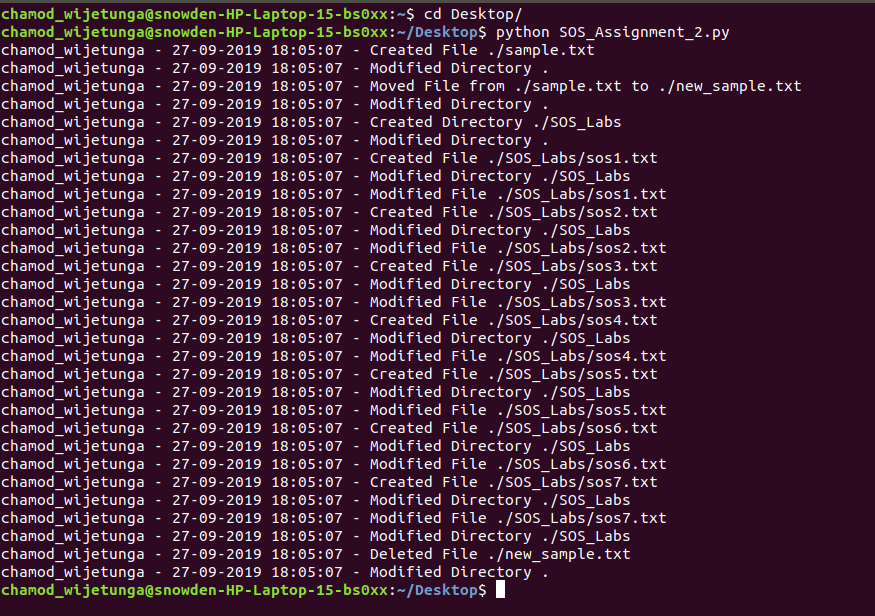 chamod_wijetunga@snowden-HP-Laptop-15-bs0xx:~$ cd Desktop/
chamod_wijetunga@snowden-HP-Laptop-15-bs0xx:~/Desktop$ python SOS_Assignment_2.py
chamod_wijetunga - 27-09-2019 18:05:07 - Created File ./sample.txt
chamod_wijetunga - 27-09-2019 18:05:07 - Modified Directory .
chamod_wijetunga - 27-09-2019 18:05:07 - Moved File from ./sample.txt to ./new_sample.txt
chamod_wijetunga - 27-09-2019 18:05:07 - Modified Directory .
chamod_wijetunga - 27-09-2019 18:05:07 - Created Directory ./SOS_Labs
chamod_wijetunga - 27-09-2019 18:05:07 - Modified Directory .
chamod_wijetunga - 27-09-2019 18:05:07 - Created File ./SOS_Labs/sos1.txt
chamod_wijetunga - 27-09-2019 18:05:07 - Modified Directory ./SOS_Labs
chamod_wijetunga - 27-09-2019 18:05:07 - Modified File ./SOS_Labs/sos1.txt
chamod_wijetunga - 27-09-2019 18:05:07 - Created File ./SOS_Labs/sos2.txt
chamod_wijetunga - 27-09-2019 18:05:07 - Modified Directory ./SOS_Labs
chamod_wijetunga - 27-09-2019 18:05:07 - Modified File ./SOS_Labs/sos2.txt
chamod_wijetunga - 27-09-2019 18:05:07 - Created File ./SOS_Labs/sos3.txt
chamod_wijetunga - 27-09-2019 18:05:07 - Modified Directory ./SOS_Labs
chamod_wijetunga - 27-09-2019 18:05:07 - Modified File ./SOS_Labs/sos3.txt
chamod_wijetunga - 27-09-2019 18:05:07 - Created File ./SOS_Labs/sos4.txt
chamod_wijetunga - 27-09-2019 18:05:07 - Modified Directory ./SOS_Labs
chamod_wijetunga - 27-09-2019 18:05:07 - Modified File ./SOS_Labs/sos4.txt
chamod_wijetunga - 27-09-2019 18:05:07 - Created File ./SOS_Labs/sos5.txt
chamod_wijetunga - 27-09-2019 18:05:07 - Modified Directory ./SOS_Labs
chamod_wijetunga - 27-09-2019 18:05:07 - Modified File ./SOS_Labs/sos5.txt
chamod_wijetunga - 27-09-2019 18:05:07 - Created File ./SOS_Labs/sos6.txt
chamod_wijetunga - 27-09-2019 18:05:07 - Modified Directory ./SOS_Labs
chamod_wijetunga - 27-09-2019 18:05:07 - Modified File ./SOS_Labs/sos6.txt
chamod_wijetunga - 27-09-2019 18:05:07 - Created File ./SOS_Labs/sos7.txt
chamod_wijetunga - 27-09-2019 18:05:07 - Modified Directory ./SOS_Labs
chamod_wijetunga - 27-09-2019 18:05:07 - Modified File ./SOS_Labs/sos7.txt
chamod_wijetunga - 27-09-2019 18:05:07 - Modified Directory ./SOS_Labs
chamod_wijetunga - 27-09-2019 18:05:07 - Deleted File ./new_sample.txt
chamod_wijetunga - 27-09-2019 18:05:07 - Modified Directory .
chamod_wijetunga@snowden-HP-Laptop-15-bs0xx:~/Desktop$